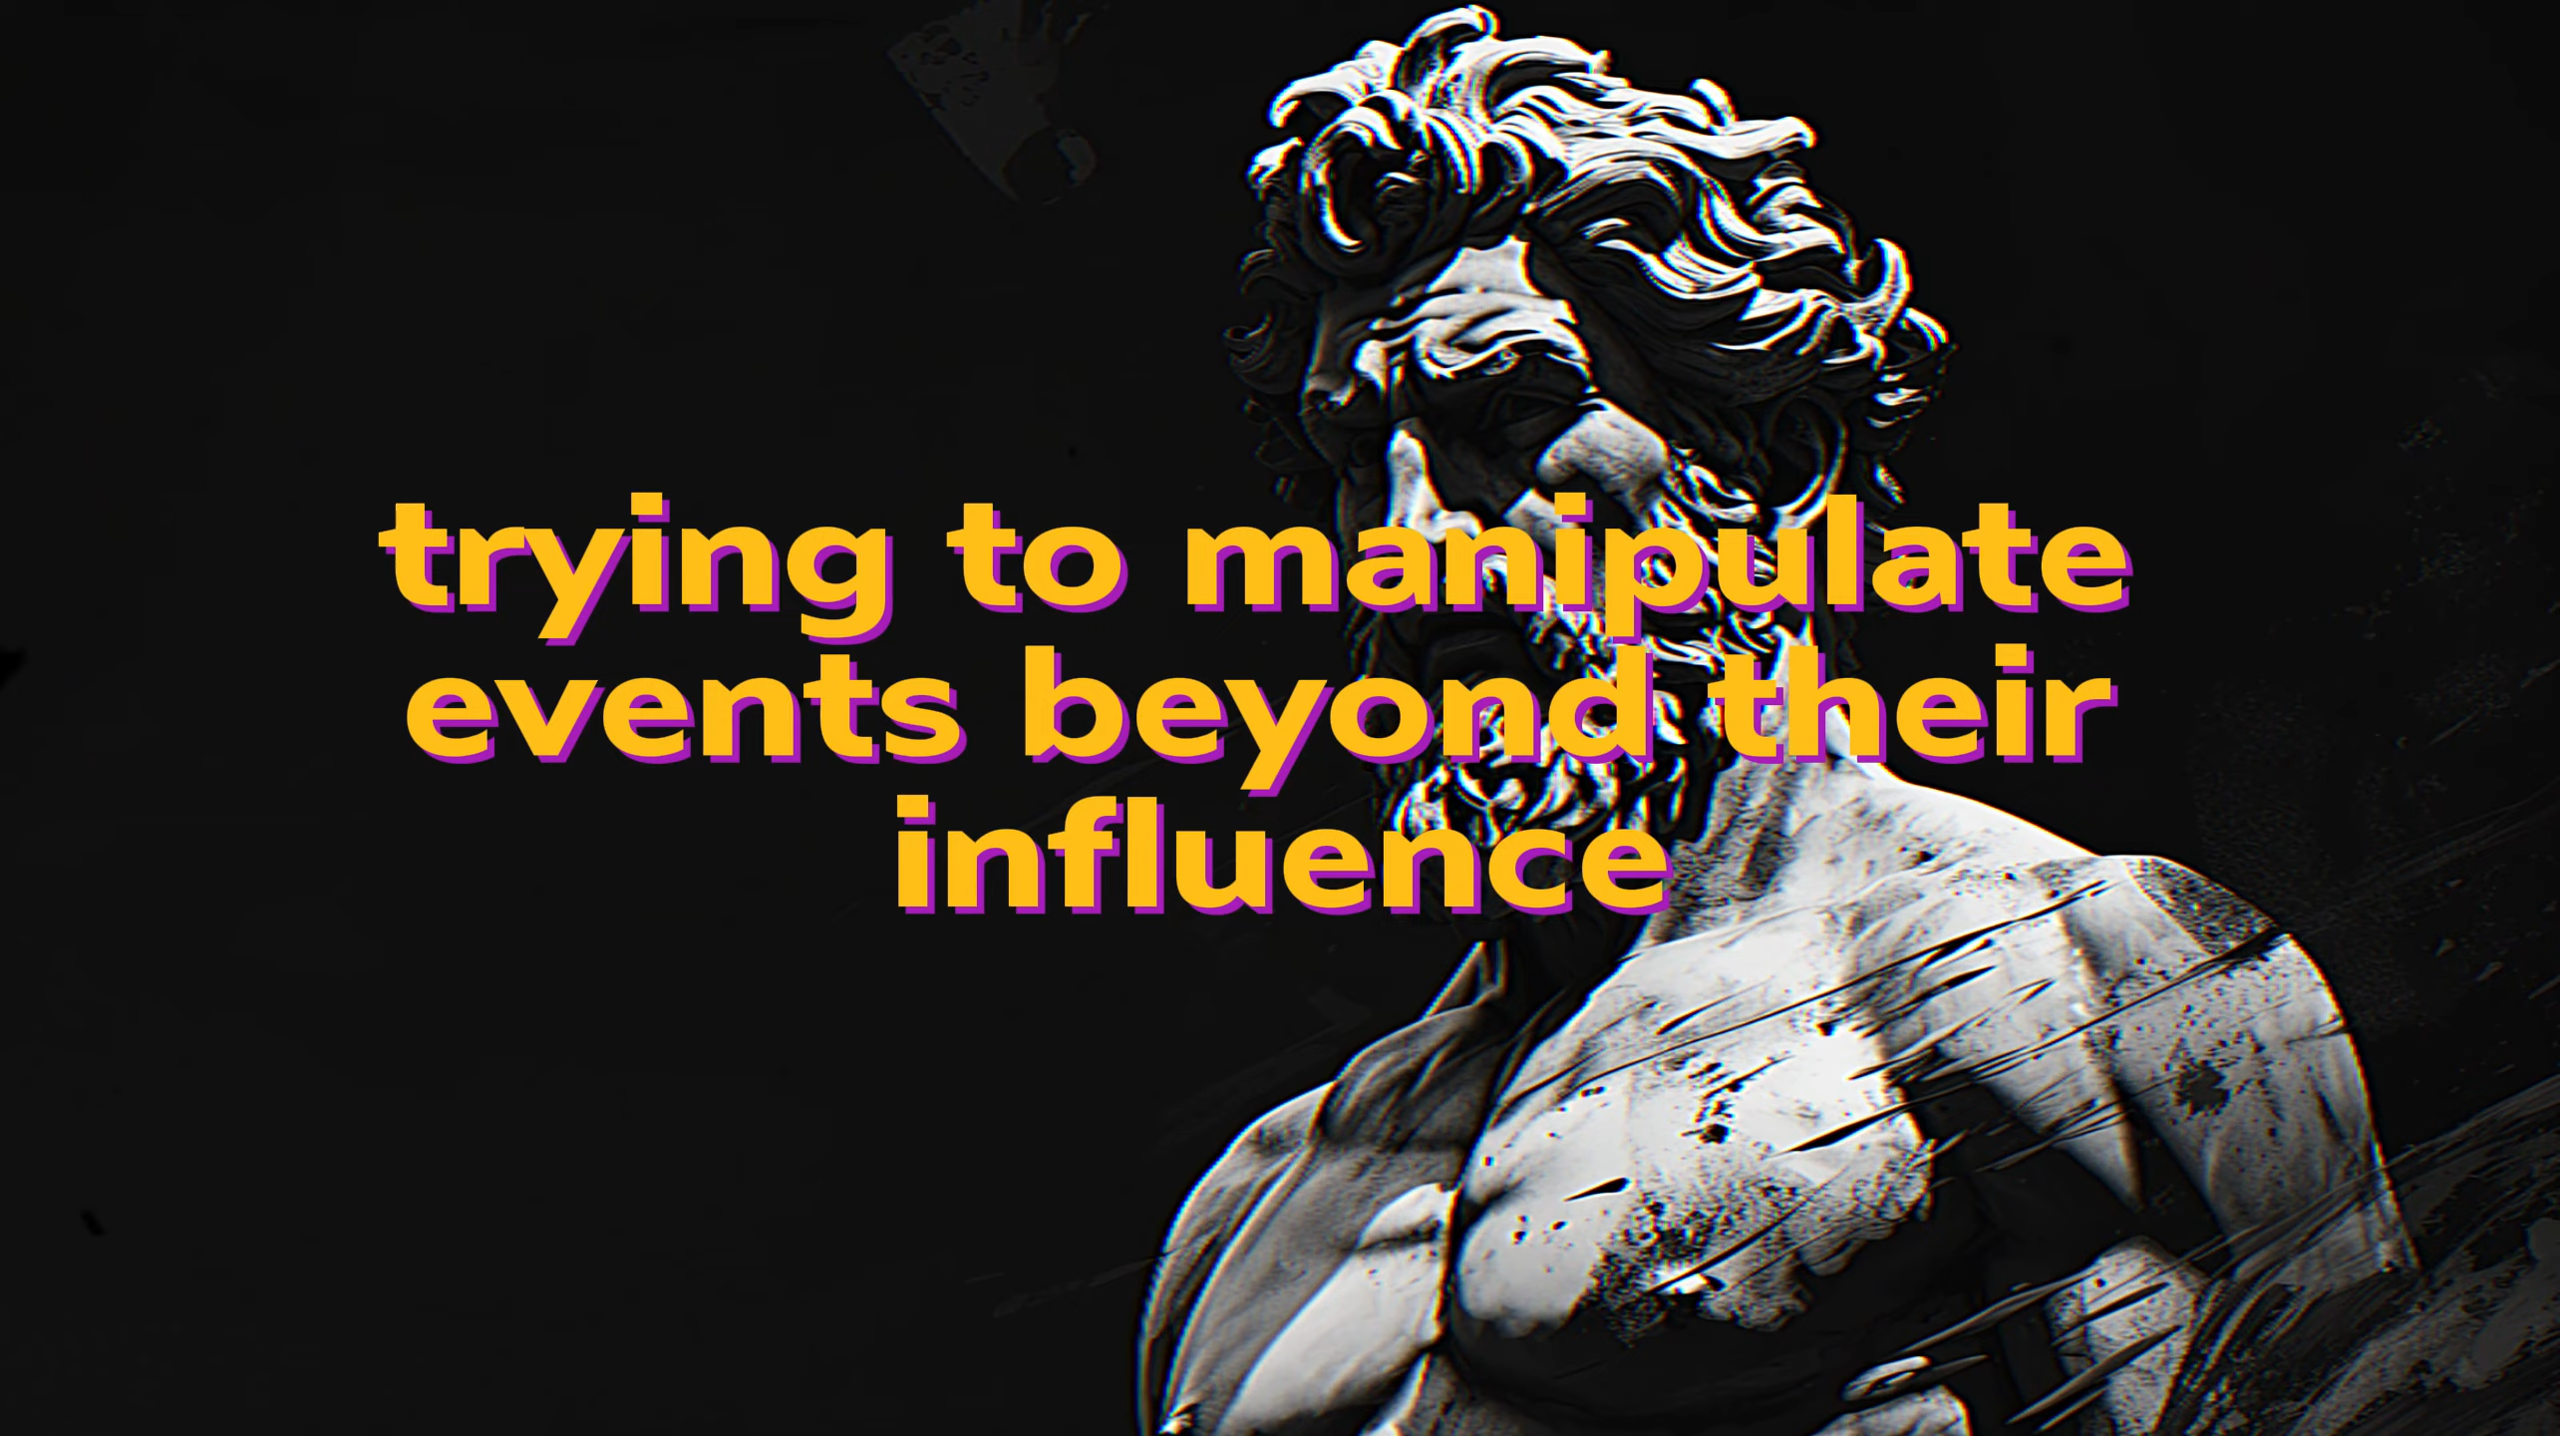 trying to manipulate
events beyond their
influence